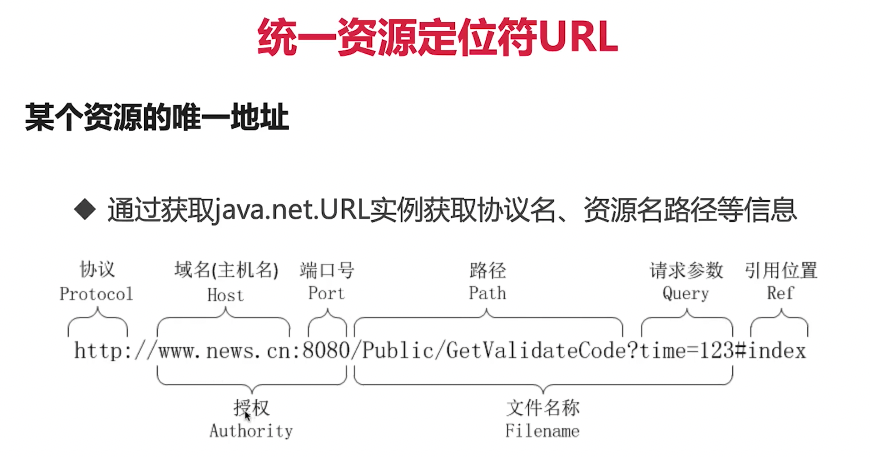 统一资源定位符URL
某个资源的唯一地址
◆ 通过获取java.net.URL实例获取协议名、资源名路径等信息
协议 域名(主机名) 端口号 路径 请求参数 引用位置
Protocol Host Port Path Query Ref
http://www.news.cn:8080/Public/GetValidateCode?time=123#index
授权 文件名称
Authority Filename